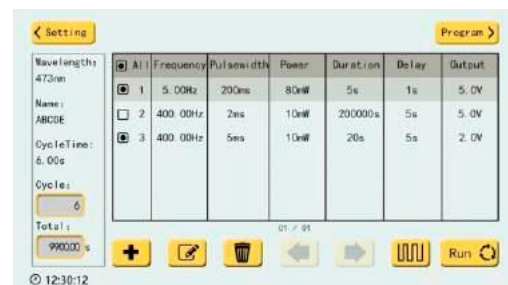 Setting
Program
Wavelength:
473nm
Name:
ABCDE
CycleTime:
6.00s
Cycle:
6
Total:
9900.00 s
12:30:12
All Frequency Pulsewidth Power Duration Delay Output
1 5.00Hz 200ms 80mW 5s 1s 5.0V
2 400.00Hz 2ms 10mW 200000s 5s 5.0V
3 400.00Hz 5ms 10mW 20s 5s 2.0V
01 / 01
Run